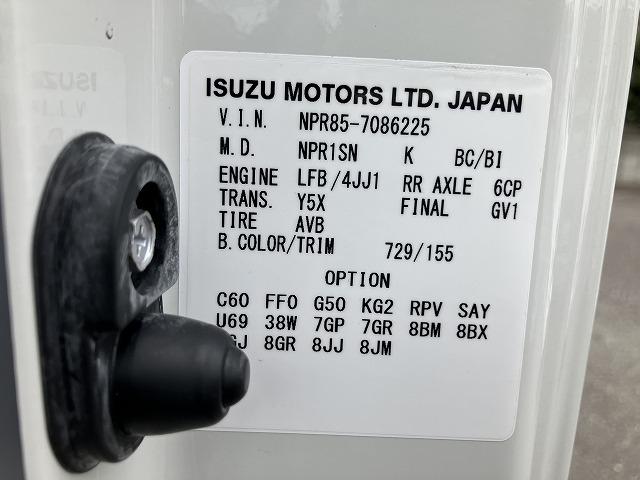 ISUZU MOTORS LTD. JAPAN
V.I.N. NPR85-7086225
M.D. NPR1SN K BC/BI
ENGINE LFB/4JJ1 RR AXLE 6CP
TRANS. Y5X FINAL GV1
TIRE AVB
B.COLOR/TRIM 729/155
OPTION
C60 FFO G50 KG2 RPV SAY
U69 38W 7GP 7GR 8BM 8BX
8GR 8JJ 8JM